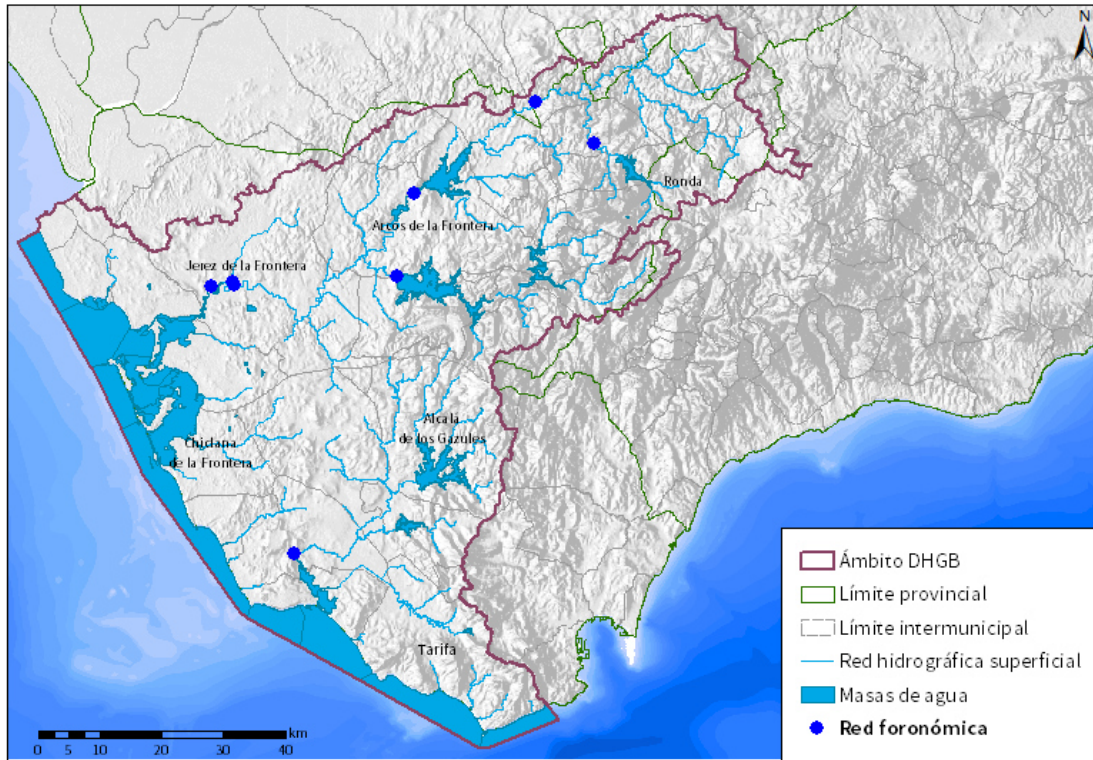 N
Ronda
Arcos de la Frontera
Jerez de la Frontera
Alcalá
de los Gazules
Chiclana
de la Frontera
Tarifa
Ámbito DHGB
Límite provincial
Límite intermunicipal
Red hidrográfica superficial
Masas de agua
Red foronómica
km
0 5 10 20 30 40